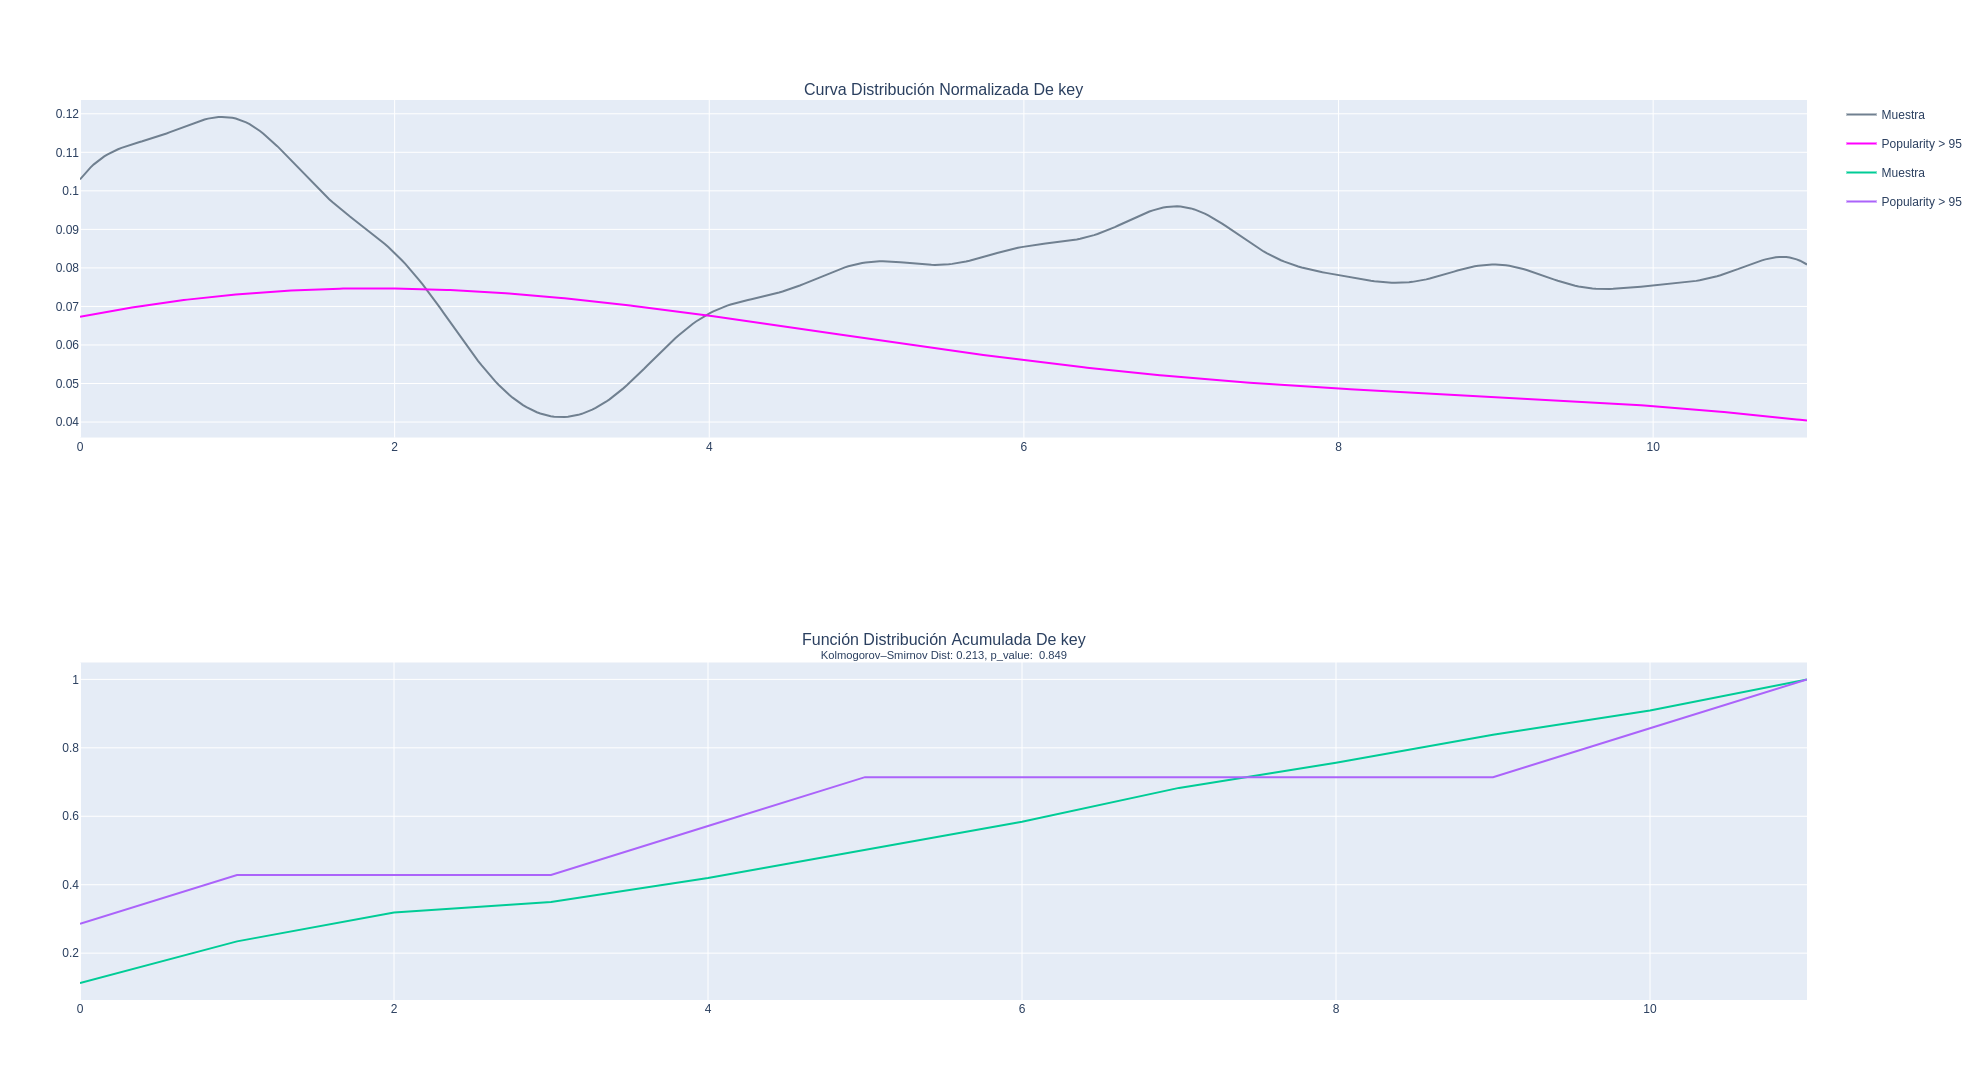 Curva Distribución Normalizada De key
0.12
0.11
0.1
0.09
0.08
0.07
0.06
0.05
0.04
0 2 4 6 8 10
Muestra
Popularity > 95
Muestra
Popularity > 95
Función Distribución Acumulada De key
Kolmogorov–Smirnov Dist: 0.213, p_value: 0.849
1
0.8
0.6
0.4
0.2
0 2 4 6 8 10